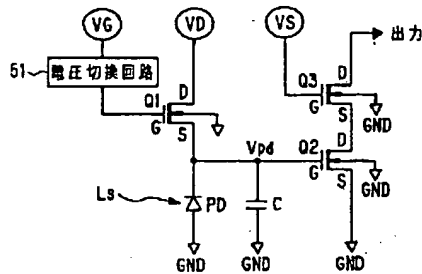 VG
VD
VS
出力
51
電圧切換回路
Q1
D
G
S
Q3
D
G
S
GND
Vpd
Q2
D
G
S
GND
Ls
PD
C
GND
GND
GND